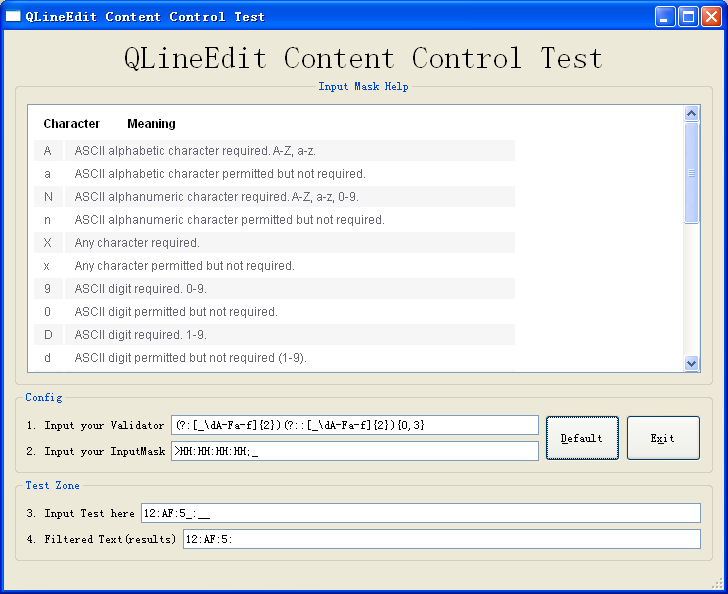 QLineEdit Content Control Test
QLineEdit Content Control Test
Input Mask Help
Character Meaning
A ASCII alphabetic character required. A-Z, a-z.
a ASCII alphabetic character permitted but not required.
N ASCII alphanumeric character required. A-Z, a-z, 0-9.
n ASCII alphanumeric character permitted but not required.
X Any character required.
x Any character permitted but not required.
9 ASCII digit required. 0-9.
0 ASCII digit permitted but not required.
D ASCII digit required. 1-9.
d ASCII digit permitted but not required (1-9).
Config
1. Input your Validator (?:[_\dA-Fa-f]{2})(?::[_\dA-Fa-f]{2}){0,3}
2. Input your InputMask >HH:HH:HH:HH;_
Default Exit
Test Zone
3. Input Test here 12:AF:5_:__
4. Filtered Text(results) 12:AF:5: